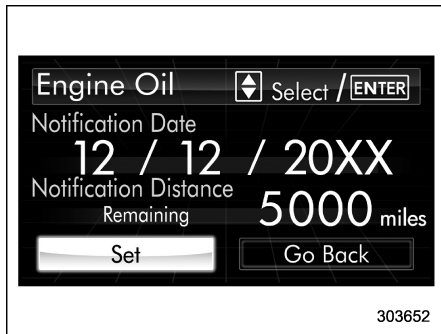 Engine Oil Select / ENTER
Notification Date
12 / 12 / 20XX
Notification Distance
Remaining 5000 miles
Set Go Back
303652